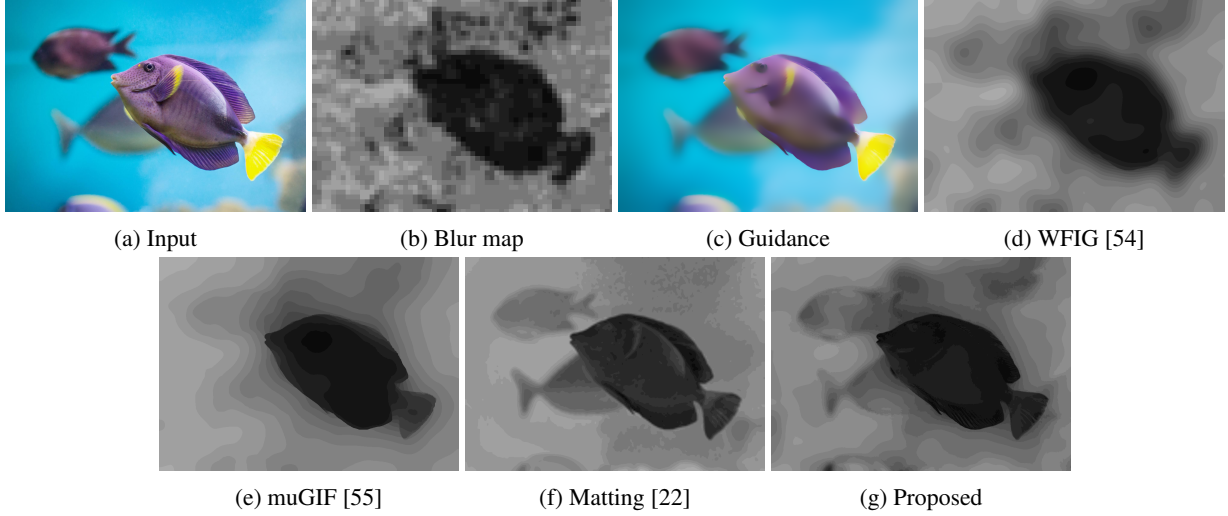 (a) Input
(b) Blur map
(c) Guidance
(d) WFIG [54]
(e) muGIF [55]
(f) Matting [22]
(g) Proposed